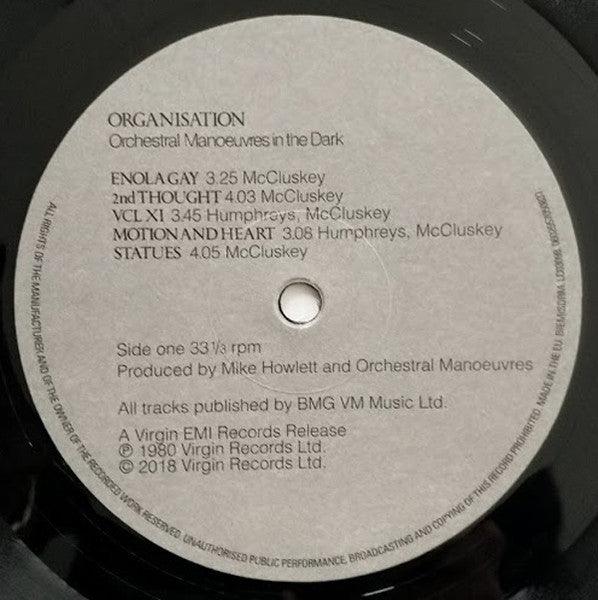 ORGANISATION
Orchestral Manoeuvres in the Dark
ENOLA GAY 3.25 McCluskey
2nd THOUGHT 4.03 McCluskey
VCL XI 3.45 Humphreys, McCluskey
MOTION AND HEART 3.08 Humphreys, McCluskey
STATUES 4.05 McCluskey
Side one 33 1/3 rpm
Produced by Mike Howlett and Orchestral Manoeuvres
All tracks published by BMG VM Music Ltd.
A Virgin EMI Records Release
℗ 1980 Virgin Records Ltd.
© 2018 Virgin Records Ltd.
ALL RIGHTS OF THE MANUFACTURER AND OF THE OWNER OF THE RECORDED WORK RESERVED. UNAUTHORISED PUBLIC PERFORMANCE, BROADCASTING AND COPYING OF THIS RECORD PROHIBITED. MADE IN THE EU. BIEM/SDRM.